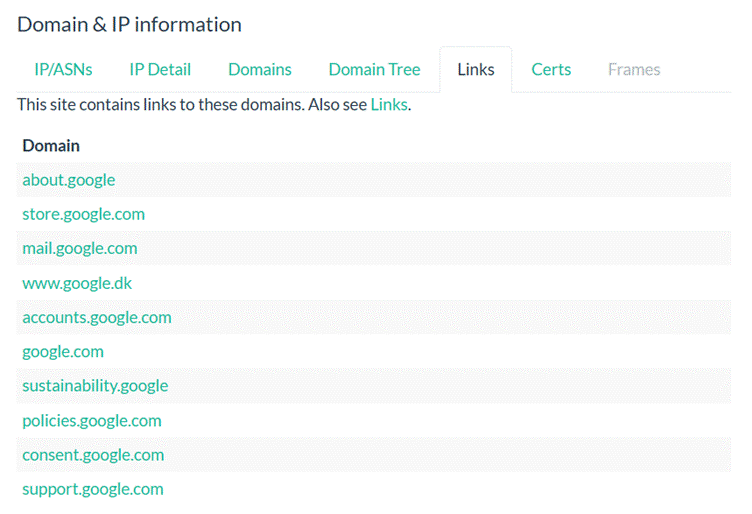 Domain & IP information
IP/ASNs IP Detail Domains Domain Tree Links Certs Frames
This site contains links to these domains. Also see Links.
Domain
about.google
store.google.com
mail.google.com
www.google.dk
accounts.google.com
google.com
sustainability.google
policies.google.com
consent.google.com
support.google.com